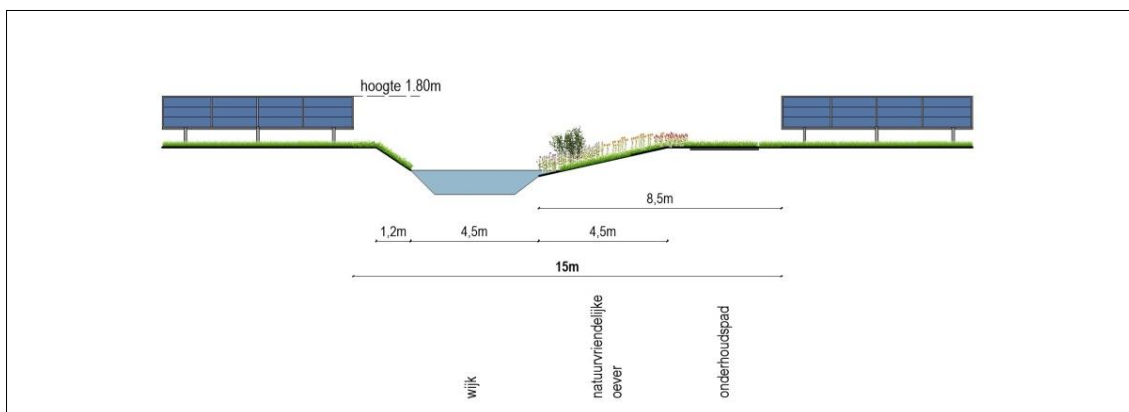 hoogte 1.80m
8,5m
1,2m
4,5m
4,5m
15m
wijk
natuurvriendelijke
oever
onderhoudspad